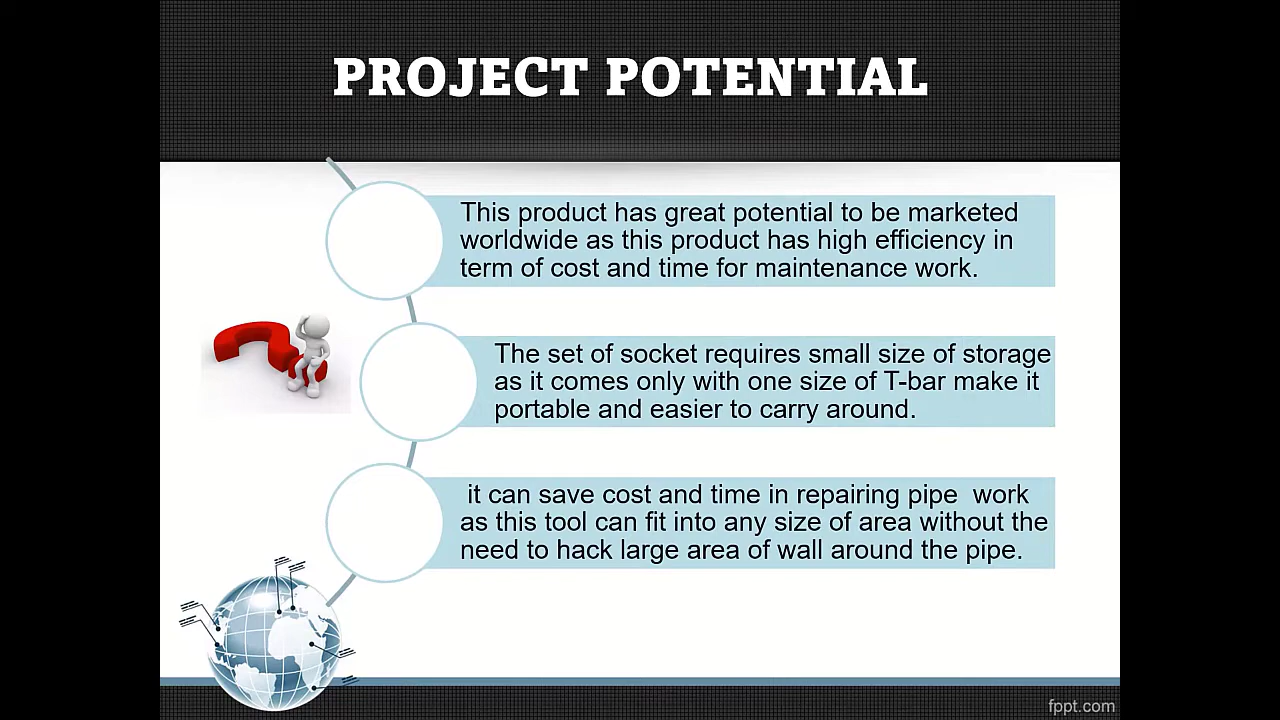 PROJECT POTENTIAL
This product has great potential to be marketed
worldwide as this product has high efficiency in
term of cost and time for maintenance work.
The set of socket requires small size of storage
as it comes only with one size of T-bar make it
portable and easier to carry around.
it can save cost and time in repairing pipe  work
as this tool can fit into any size of area without the
need to hack large area of wall around the pipe.
fppt.com